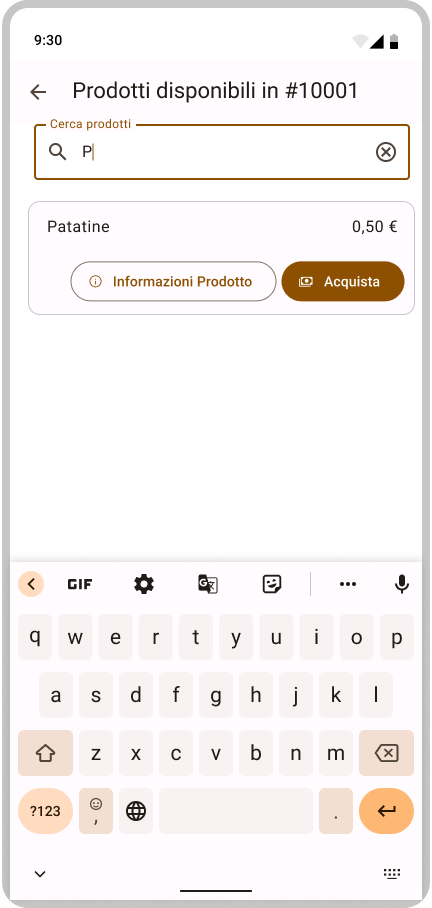 9:30
Prodotti disponibili in #10001
Cerca prodotti
P
Patatine 0,50 €
Informazioni Prodotto Acquista
GIF
q w e r t y u i o p
a s d f g h j k l
z x c v b n m
?123 , .